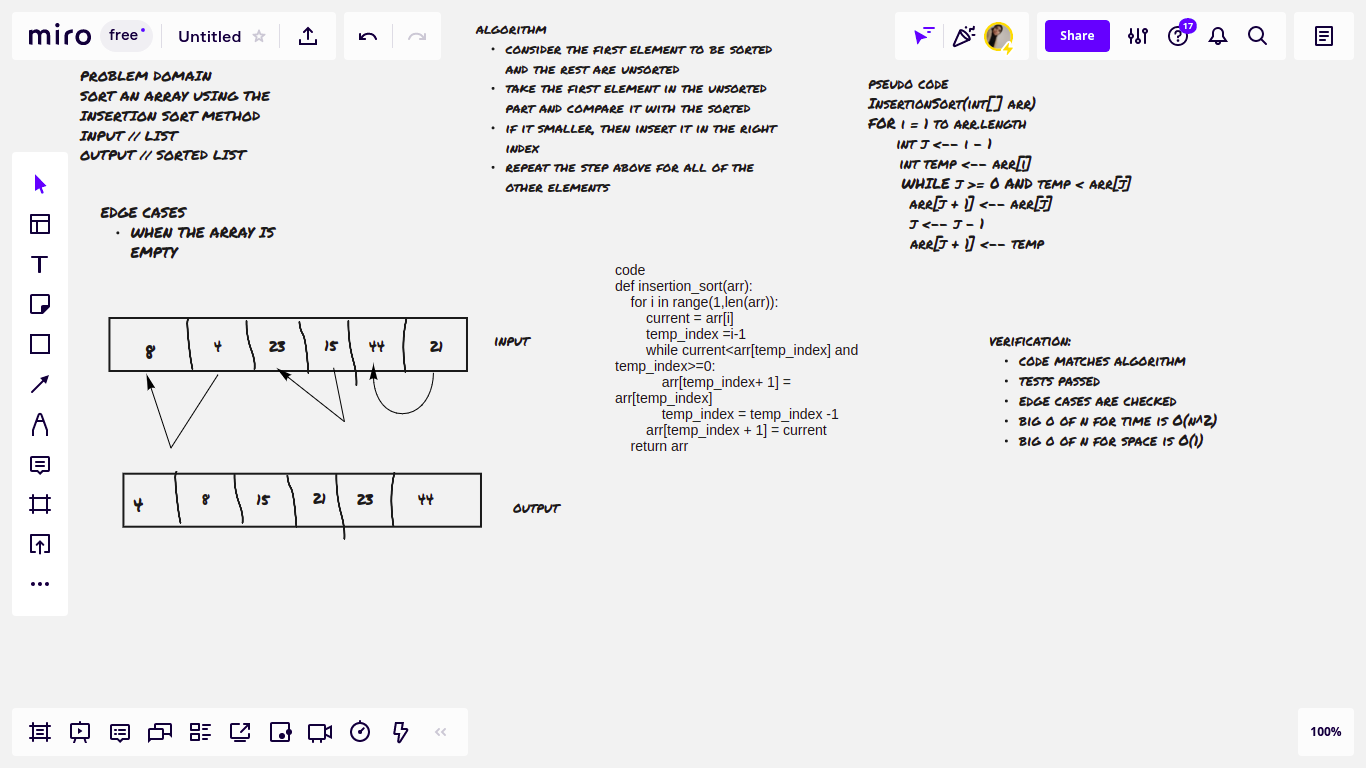 miro
free
Untitled
17
Share
PROBLEM DOMAIN
SORT AN ARRAY USING THE
INSERTION SORT METHOD
INPUT // LIST
OUTPUT // SORTED LIST
EDGE CASES
• WHEN THE ARRAY IS
EMPTY
ALGORITHM
• CONSIDER THE FIRST ELEMENT TO BE SORTED
AND THE REST ARE UNSORTED
• TAKE THE FIRST ELEMENT IN THE UNSORTED
PART AND COMPARE IT WITH THE SORTED
• IF IT SMALLER, THEN INSERT IT IN THE RIGHT
INDEX
• REPEAT THE STEP ABOVE FOR ALL OF THE
OTHER ELEMENTS
PSEUDO CODE
INSERTIONSORT(INT[] ARR)
FOR I = 1 TO ARR.LENGTH
INT J <-- I - 1
INT TEMP <-- ARR[I]
WHILE J >= 0 AND TEMP < ARR[J]
ARR[J + 1] <-- ARR[J]
J <-- J - 1
ARR[J + 1] <-- TEMP
8 4 23 15 44 21
INPUT
4 8 15 21 23 44
OUTPUT
code
def insertion_sort(arr):
for i in range(1,len(arr)):
current = arr[i]
temp_index =i-1
while current<arr[temp_index] and
temp_index>=0:
arr[temp_index+ 1] =
arr[temp_index]
temp_index = temp_index -1
arr[temp_index + 1] = current
return arr
VERIFICATION:
• CODE MATCHES ALGORITHM
• TESTS PASSED
• EDGE CASES ARE CHECKED
• BIG O OF N FOR TIME IS O(N^2)
• BIG O OF N FOR SPACE IS O(1)
100%